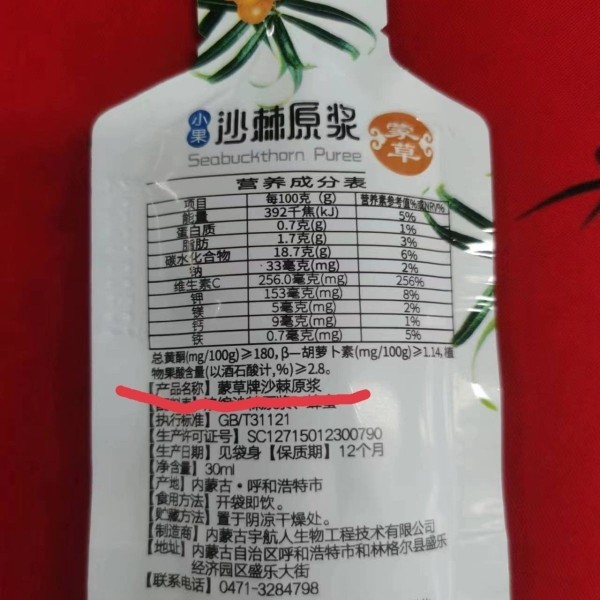 小果 沙棘原浆 蒙草
Seabuckthorn Puree
营养成分表
项目 每100克 (g) 营养素参考值%或NRV%
能量 392千焦(kJ) 5%
蛋白质 0.7克(g) 1%
脂肪 1.7克(g) 3%
碳水化合物 18.7克(g) 6%
钠 33毫克(mg) 2%
维生素C 256.0毫克(mg) 256%
钾 153毫克(mg) 8%
镁 5毫克(mg) 2%
钙 9毫克(mg) 1%
铁 0.7毫克(mg) 5%
总黄酮(mg/100g)≥180,β—胡萝卜素(mg/100g)≥1.14,植
物果酸含量(以酒石酸计,%)≥2.8。
【产品名称】蒙草牌沙棘原浆
【执行标准】GB/T31121
【生产许可证号】SC12715012300790
【生产日期】见袋身【保质期】12个月
【净含量】30ml
【产地】内蒙古·呼和浩特市
【食用方法】开袋即饮。
【贮藏方法】置于阴凉干燥处。
【制造商】内蒙古宇航人生物工程技术有限公司
【地址】内蒙古自治区呼和浩特市和林格尔县盛乐
经济园区盛乐大街
【联系电话】0471-3284798